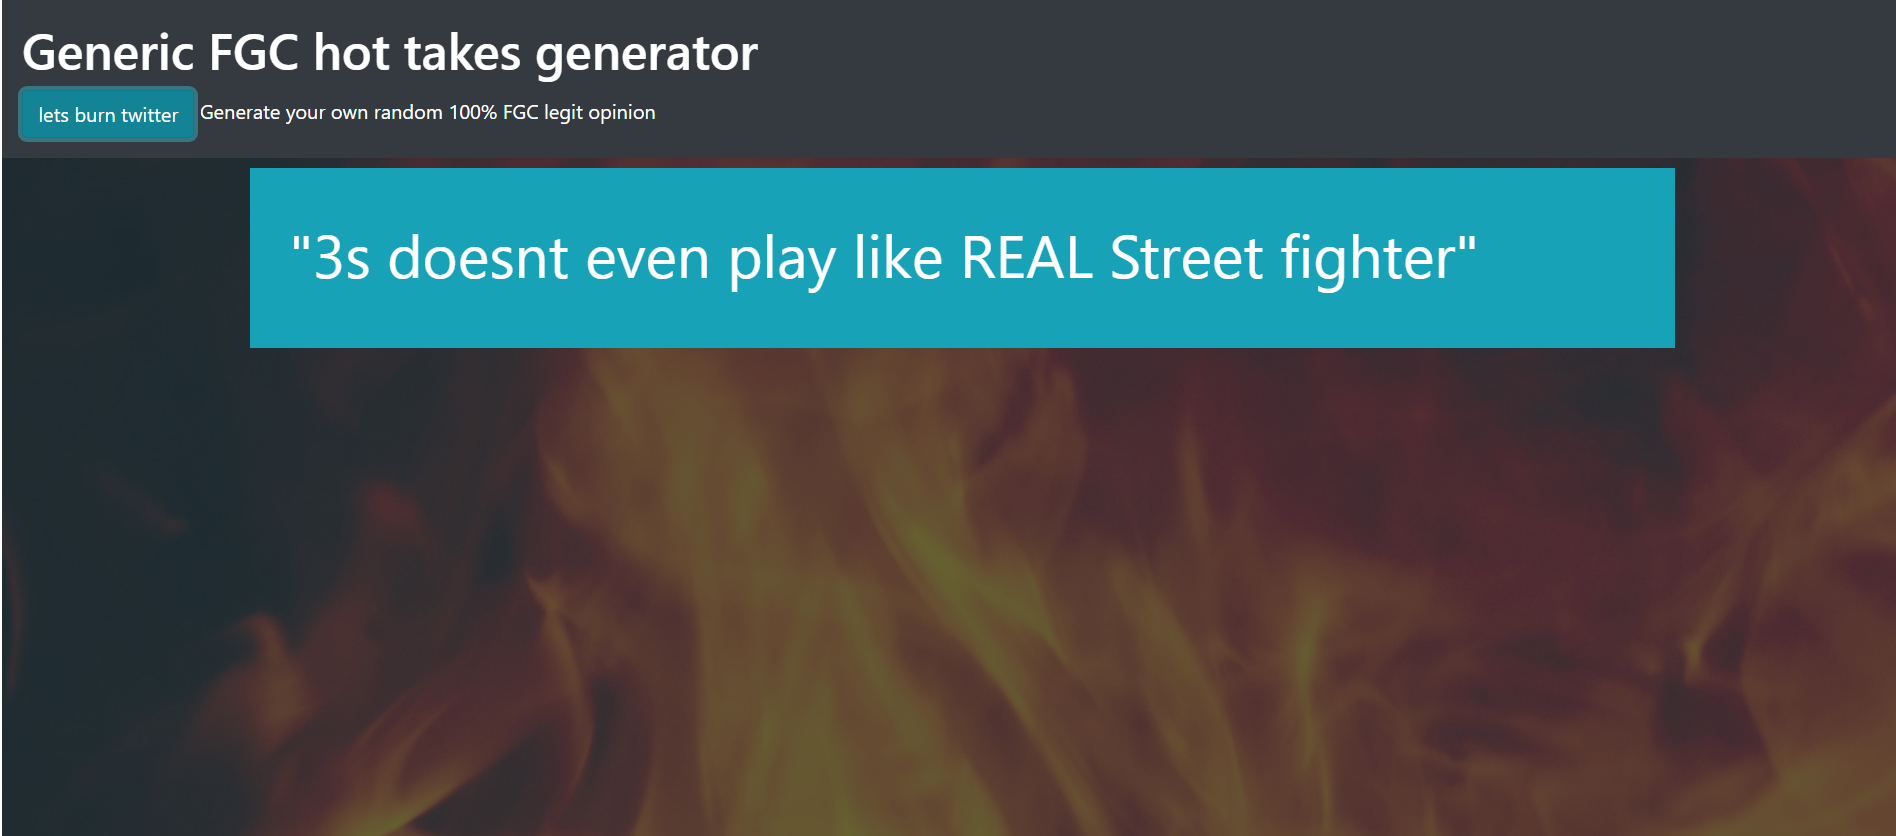 Generic FGC hot takes generator
lets burn twitter Generate your own random 100% FGC legit opinion
"3s doesnt even play like REAL Street fighter"